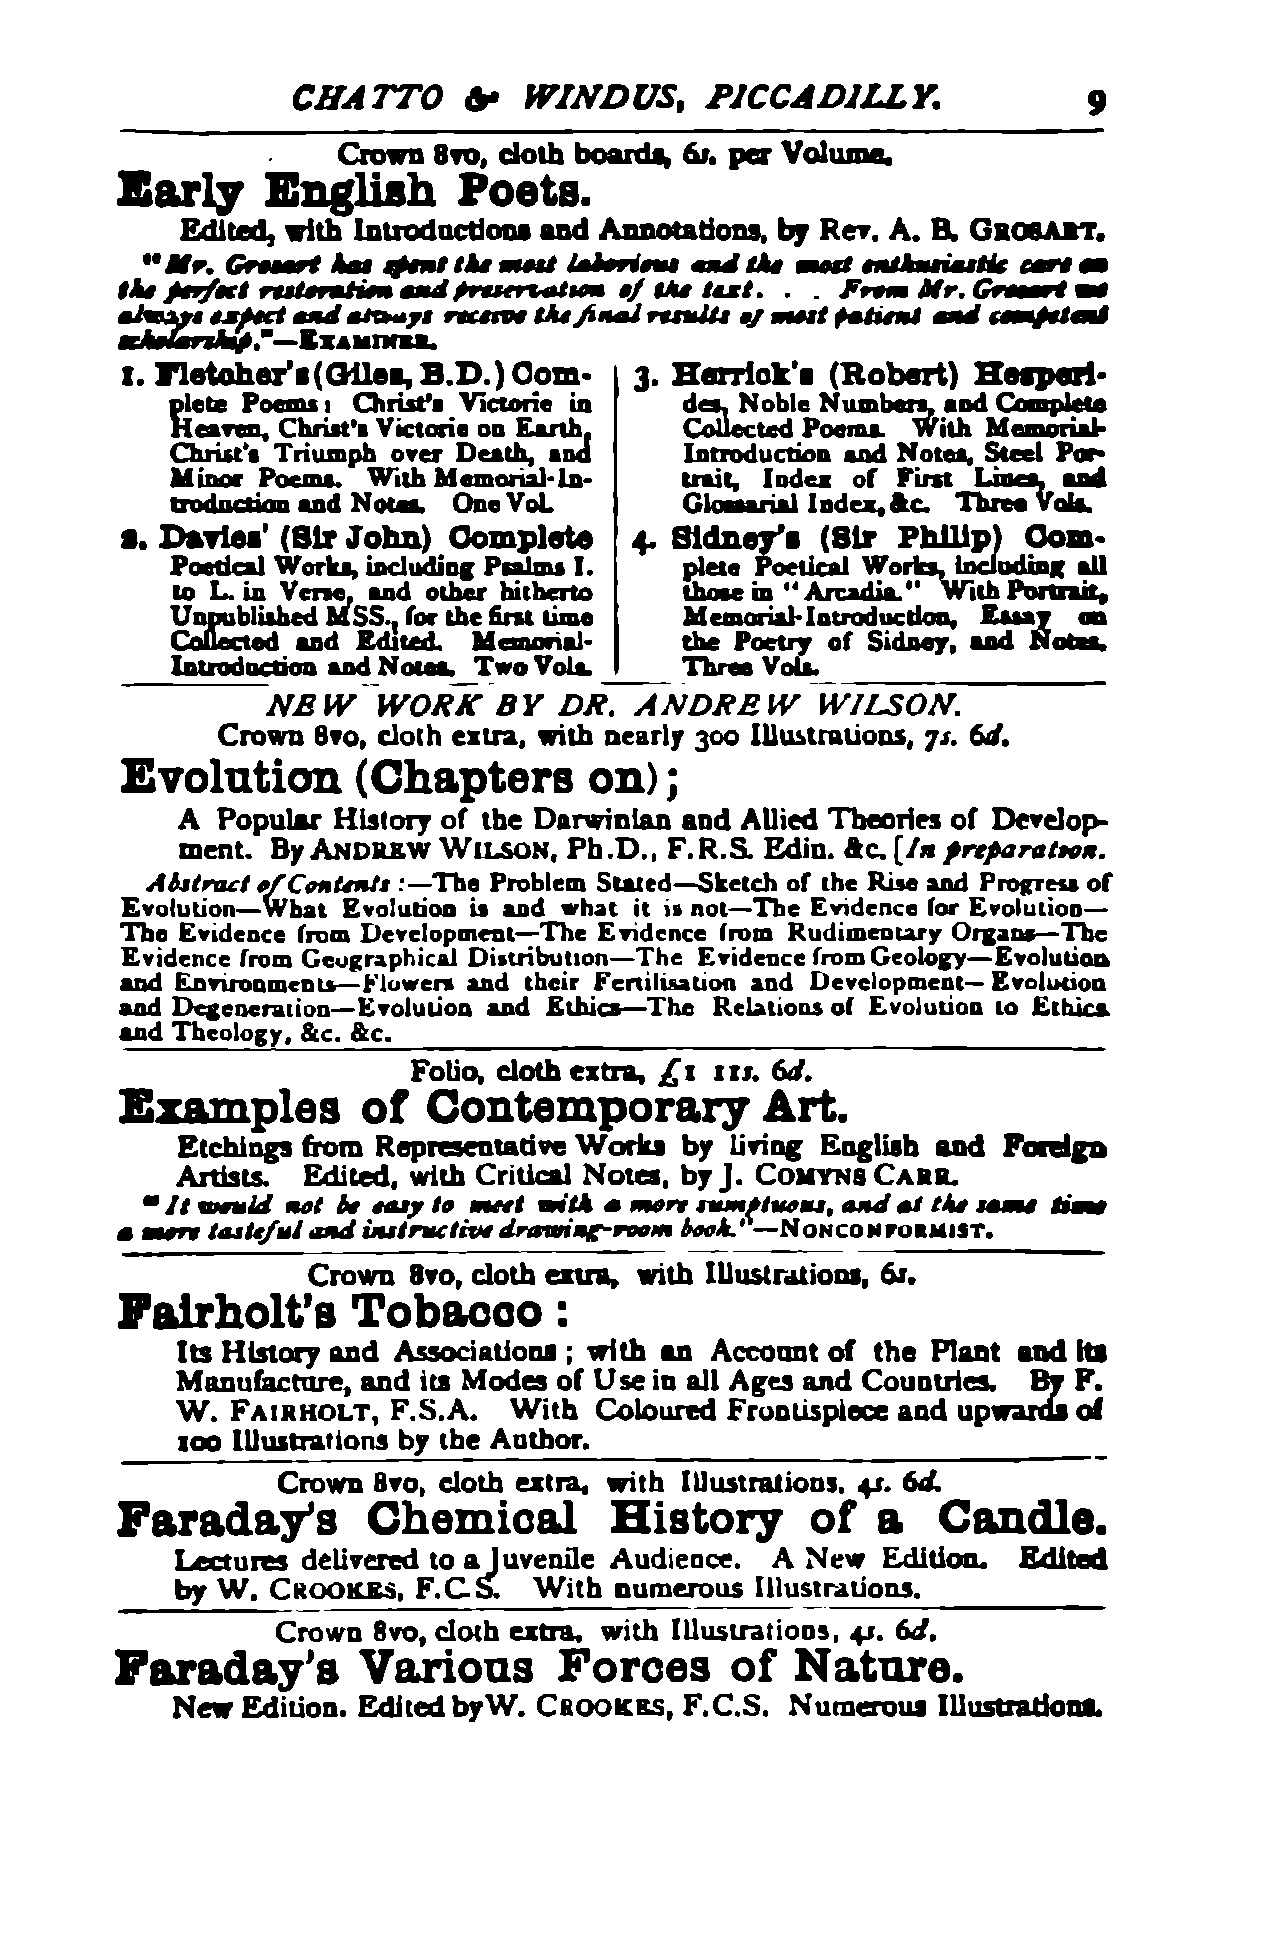 CHATTO & WINDUS, PICCADILLY. 9
Crown 8vo, cloth boards, 6s. per Volume.
Early English Poets.
Edited, with Introductions and Annotations, by Rev. A. B. GROSART.
"Mr. Grosart has spent the most laborious and the most enthusiastic care on
the perfect restoration and preservation of the text. . . From Mr. Grosart we
always expect and always receive the final results of most patient and competent
scholarship."—EXAMINER.
1. Fletcher's (Giles, B.D.) Com-
plete Poems: Christ's Victorie in
Heaven, Christ's Victorie on Earth,
Christ's Triumph over Death, and
Minor Poems. With Memorial-In-
troduction and Notes. One Vol.
2. Davies' (Sir John) Complete
Poetical Works, including Psalms I.
to L. in Verse, and other hitherto
Unpublished MSS., for the first time
Collected and Edited. Memorial-
Introduction and Notes. Two Vols.
3. Herrick's (Robert) Hesperi-
des, Noble Numbers, and Complete
Collected Poems. With Memorial-
Introduction and Notes, Steel Por-
trait, Index of First Lines, and
Glossarial Index, &c. Three Vols.
4. Sidney's (Sir Philip) Com-
plete Poetical Works, including all
those in "Arcadia." With Portrait,
Memorial-Introduction, Essay on
the Poetry of Sidney, and Notes.
Three Vols.
NEW WORK BY DR. ANDREW WILSON.
Crown 8vo, cloth extra, with nearly 300 Illustrations, 7s. 6d.
Evolution (Chapters on);
A Popular History of the Darwinian and Allied Theories of Develop-
ment. By ANDREW WILSON, Ph.D., F.R.S. Edin. &c. [In preparation.
Abstract of Contents:—The Problem Stated—Sketch of the Rise and Progress of
Evolution—What Evolution is and what it is not—The Evidence for Evolution—
The Evidence from Development—The Evidence from Rudimentary Organs—The
Evidence from Geographical Distribution—The Evidence from Geology—Evolution
and Environments—Flowers and their Fertilisation and Development—Evolution
and Degeneration—Evolution and Ethics—The Relations of Evolution to Ethics
and Theology, &c. &c.
Folio, cloth extra, £1 11s. 6d.
Examples of Contemporary Art.
Etchings from Representative Works by living English and Foreign
Artists. Edited, with Critical Notes, by J. COMYNS CARR.
"It would not be easy to meet with a more sumptuous, and at the same time
a more tasteful and instructive drawing-room book."—NONCONFORMIST.
Crown 8vo, cloth extra, with Illustrations, 6s.
Fairholt's Tobacco:
Its History and Associations; with an Account of the Plant and its
Manufacture, and its Modes of Use in all Ages and Countries. By F.
W. FAIRHOLT, F.S.A. With Coloured Frontispiece and upwards of
100 Illustrations by the Author.
Crown 8vo, cloth extra, with Illustrations, 4s. 6d.
Faraday's Chemical History of a Candle.
Lectures delivered to a Juvenile Audience. A New Edition. Edited
by W. CROOKES, F.C.S. With numerous Illustrations.
Crown 8vo, cloth extra, with Illustrations, 4s. 6d.
Faraday's Various Forces of Nature.
New Edition. Edited by W. CROOKES, F.C.S. Numerous Illustrations.